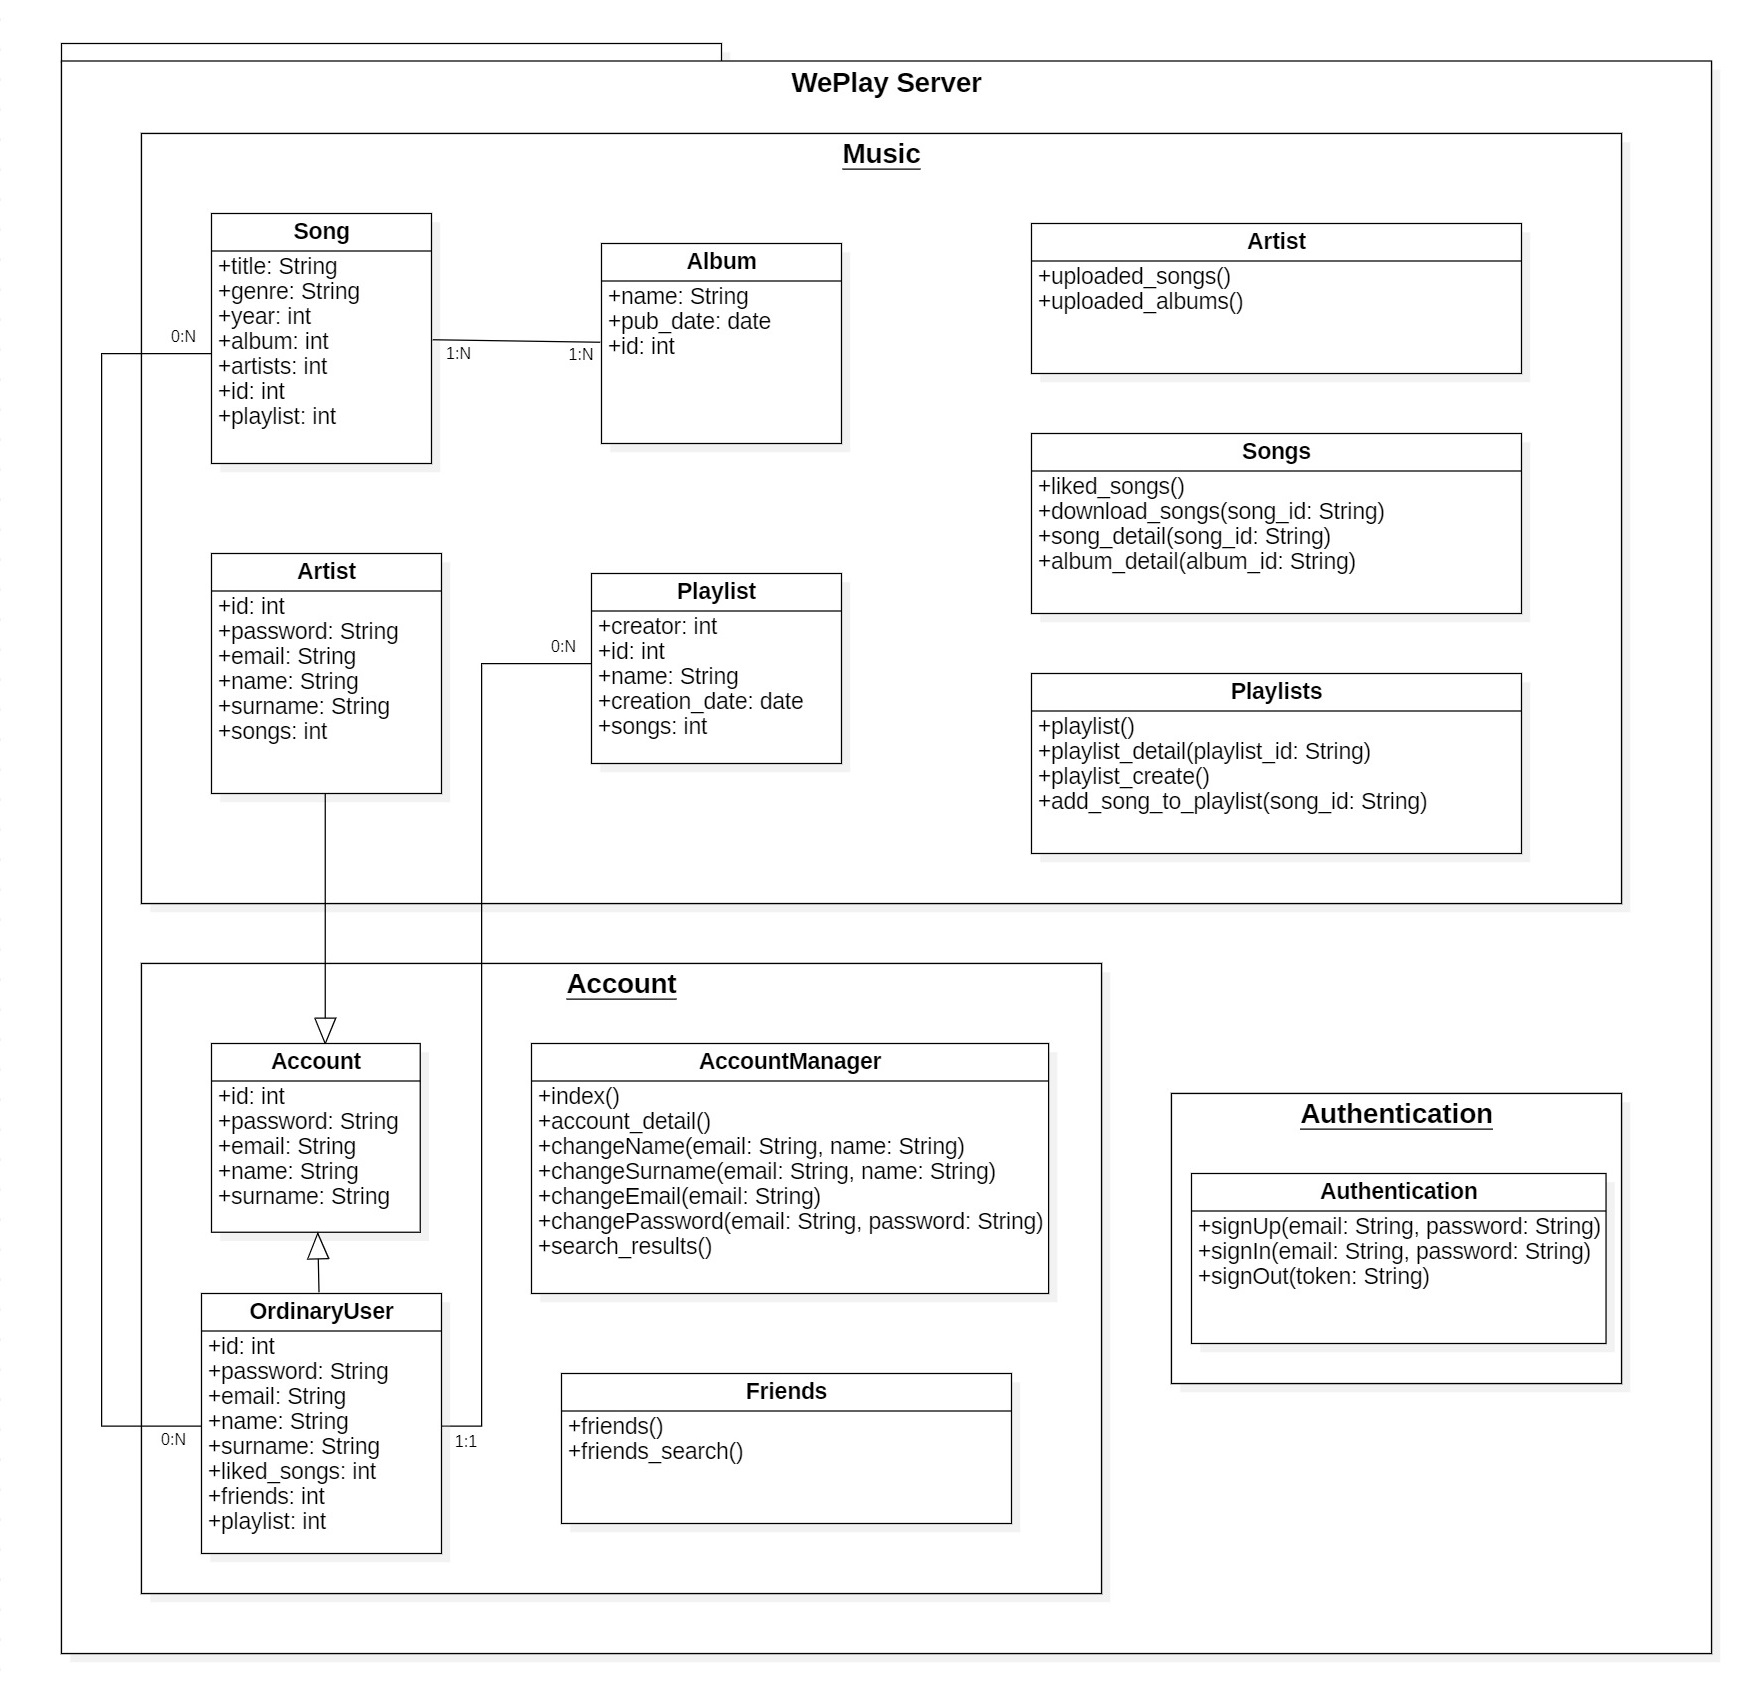 WePlay Server
Music
Song
+title: String
+genre: String
+year: int
+album: int
+artists: int
+id: int
+playlist: int
0:N
1:N
1:N
Album
+name: String
+pub_date: date
+id: int
Artist
+uploaded_songs()
+uploaded_albums()
Songs
+liked_songs()
+download_songs(song_id: String)
+song_detail(song_id: String)
+album_detail(album_id: String)
Artist
+id: int
+password: String
+email: String
+name: String
+surname: String
+songs: int
0:N
Playlist
+creator: int
+id: int
+name: String
+creation_date: date
+songs: int
Playlists
+playlist()
+playlist_detail(playlist_id: String)
+playlist_create()
+add_song_to_playlist(song_id: String)
Account
Account
+id: int
+password: String
+email: String
+name: String
+surname: String
AccountManager
+index()
+account_detail()
+changeName(email: String, name: String)
+changeSurname(email: String, name: String)
+changeEmail(email: String)
+changePassword(email: String, password: String)
+search_results()
Authentication
Authentication
+signUp(email: String, password: String)
+signIn(email: String, password: String)
+signOut(token: String)
OrdinaryUser
+id: int
+password: String
+email: String
+name: String
+surname: String
+liked_songs: int
+friends: int
+playlist: int
0:N
1:1
Friends
+friends()
+friends_search()